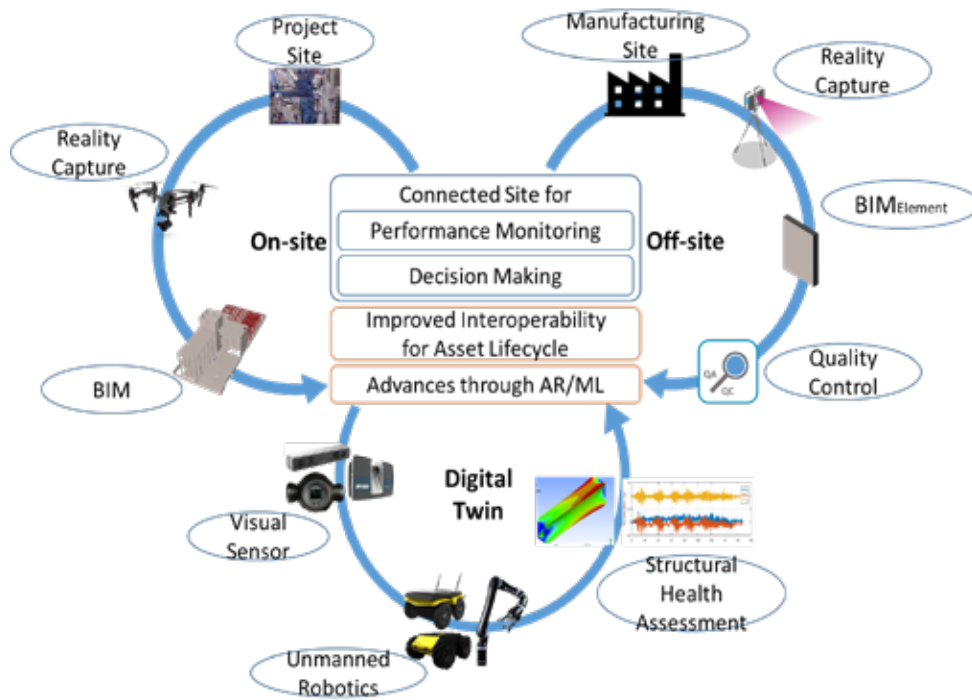 Project
Site
Manufacturing
Site
Reality
Capture
Reality
Capture
Connected Site for
Performance Monitoring
Decision Making
On-site
Off-site
BIMElement
Improved Interoperability
for Asset Lifecycle
Advances through AR/ML
BIM
QA
QC
Quality
Control
Digital
Twin
Visual
Sensor
Structural
Health
Assessment
Unmanned
Robotics